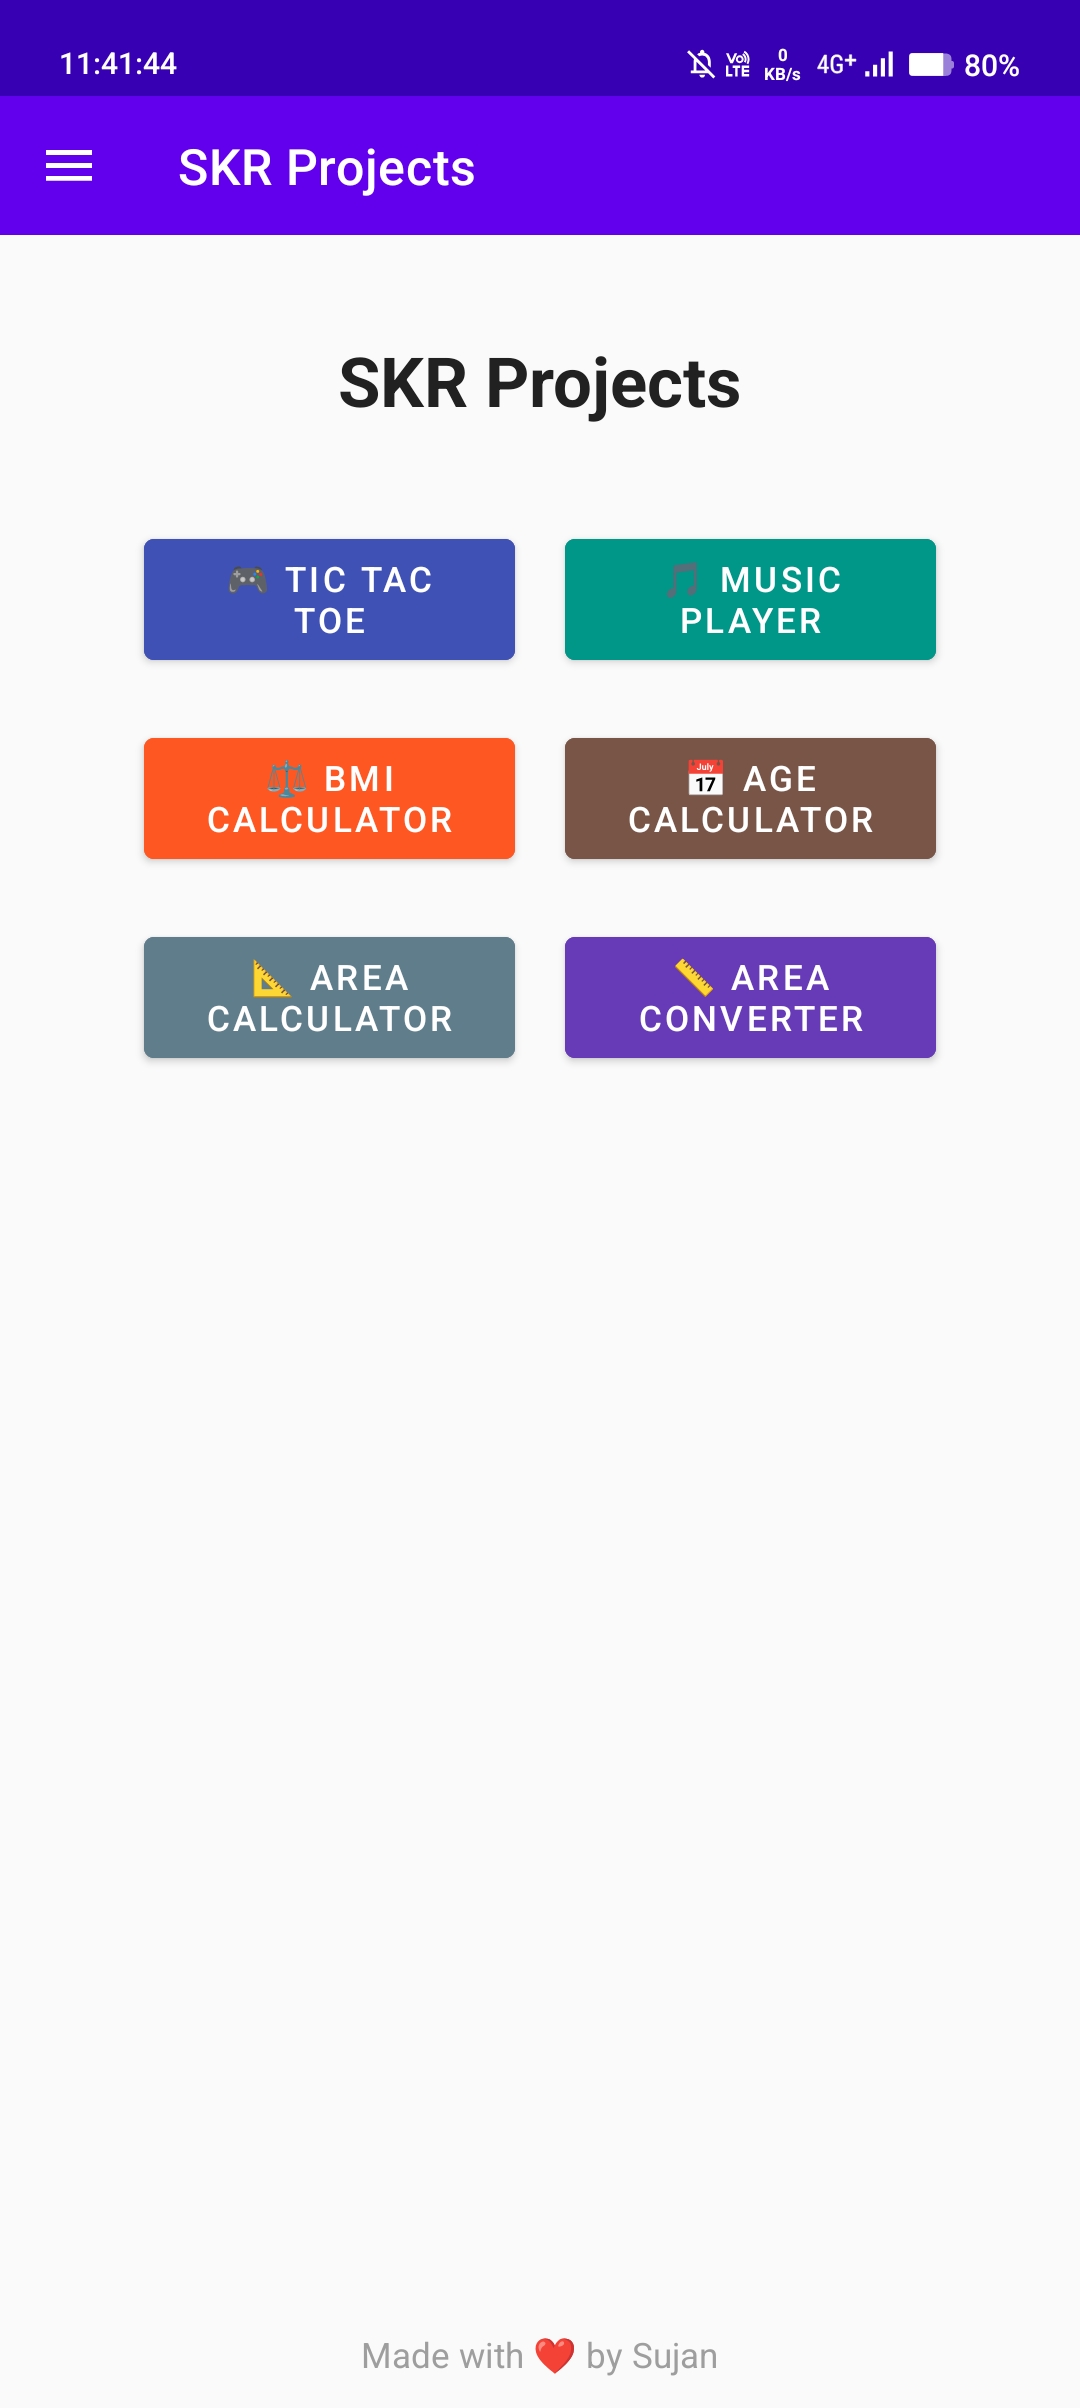 11:41:44 Vo)) LTE 0 KB/s 4G+ 80%
SKR Projects
SKR Projects
🎮 TIC TAC
TOE
🎵 MUSIC
PLAYER
⚖️ BMI
CALCULATOR
📅 AGE
CALCULATOR
📐 AREA
CALCULATOR
📏 AREA
CONVERTER
Made with ❤️ by Sujan